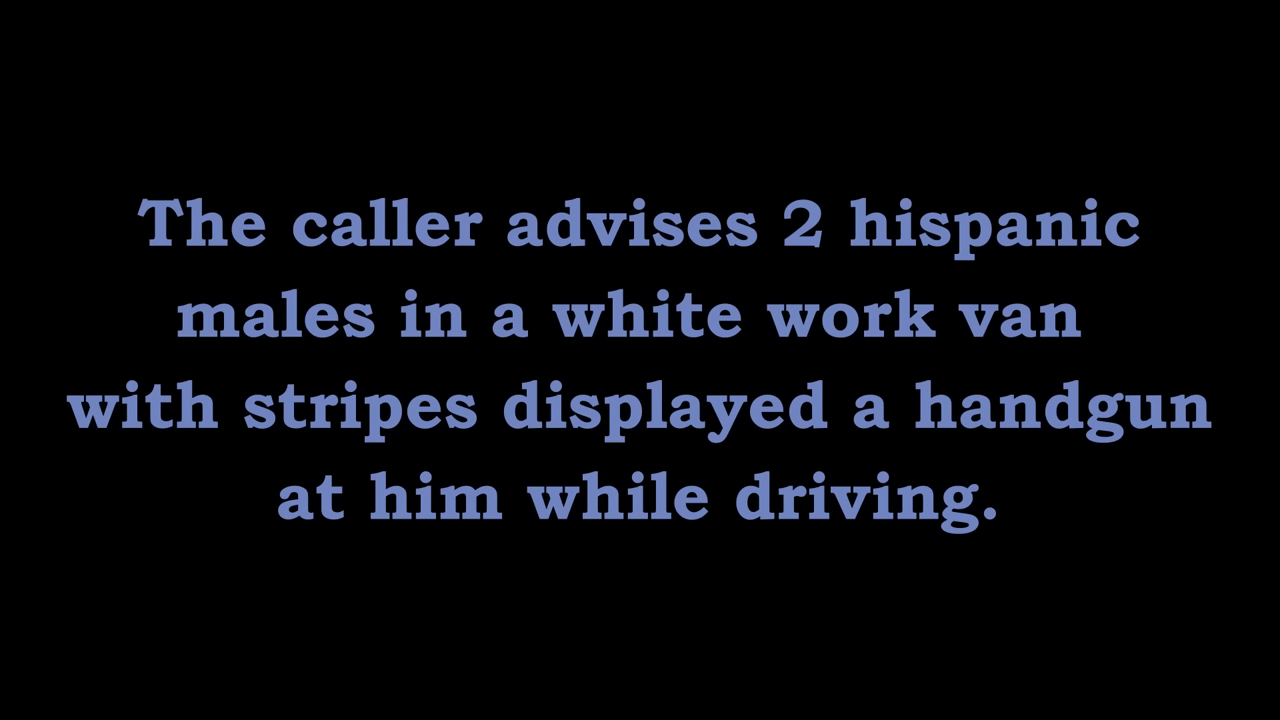 The caller advises 2 hispanic
males in a white work van
with stripes displayed a handgun
at him while driving.